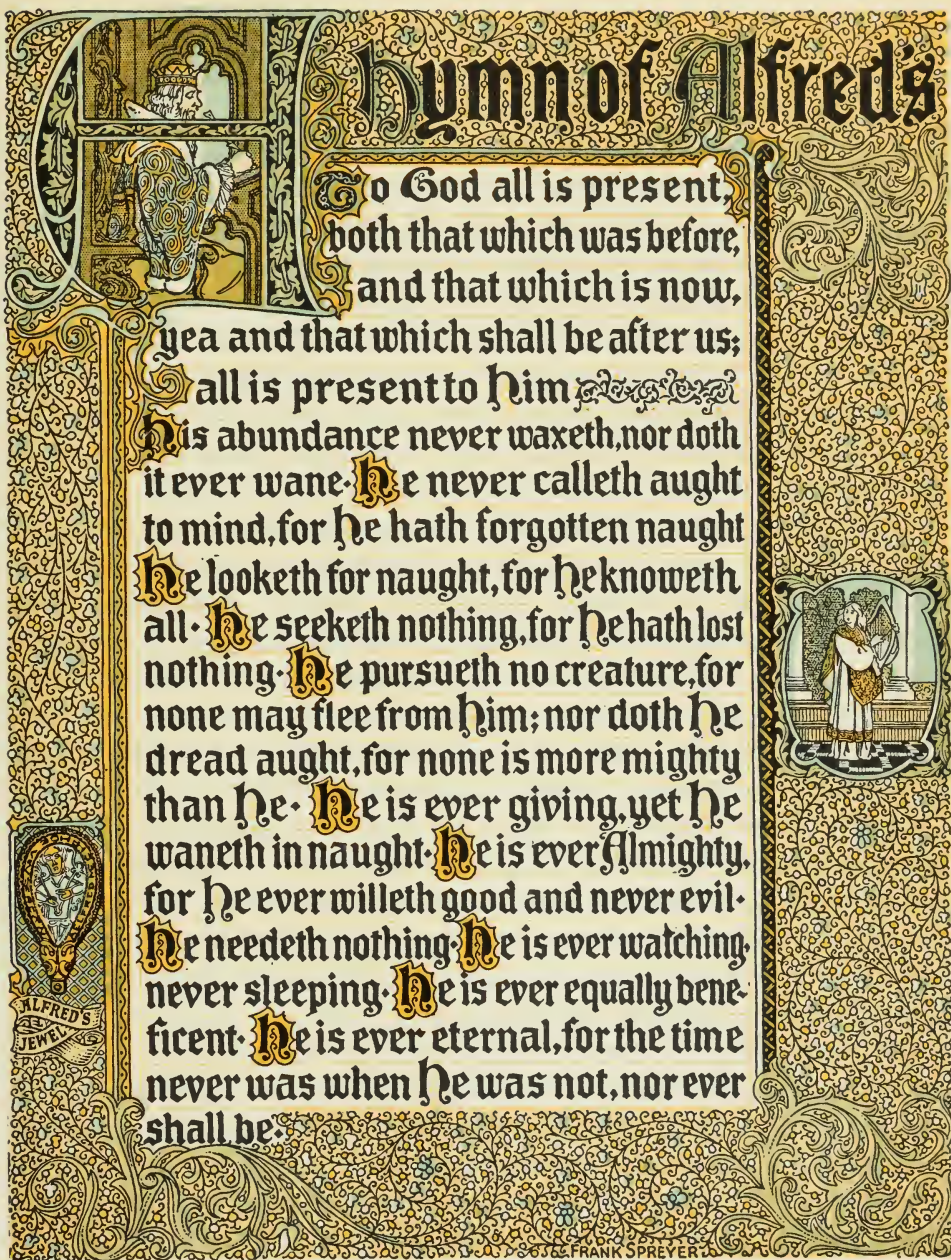 A hymn of Alfred's
To God all is present,
both that which was before,
and that which is now,
yea and that which shall be after us;
all is present to him
his abundance never waxeth, nor doth
it ever wane· he never calleth aught
to mind, for he hath forgotten naught
he looketh for naught, for he knoweth
all· he seeketh nothing, for he hath lost
nothing· he pursueth no creature, for
none may flee from him; nor doth he
dread aught, for none is more mighty
than he· he is ever giving, yet he
waneth in naught· he is ever Almighty,
for he ever willeth good and never evil·
he needeth nothing· he is ever watching·
never sleeping· he is ever equally bene-
ficent· he is ever eternal, for the time
never was when he was not, nor ever
shall be·
ALFRED'S
JEWEL
FRANK SPREYER